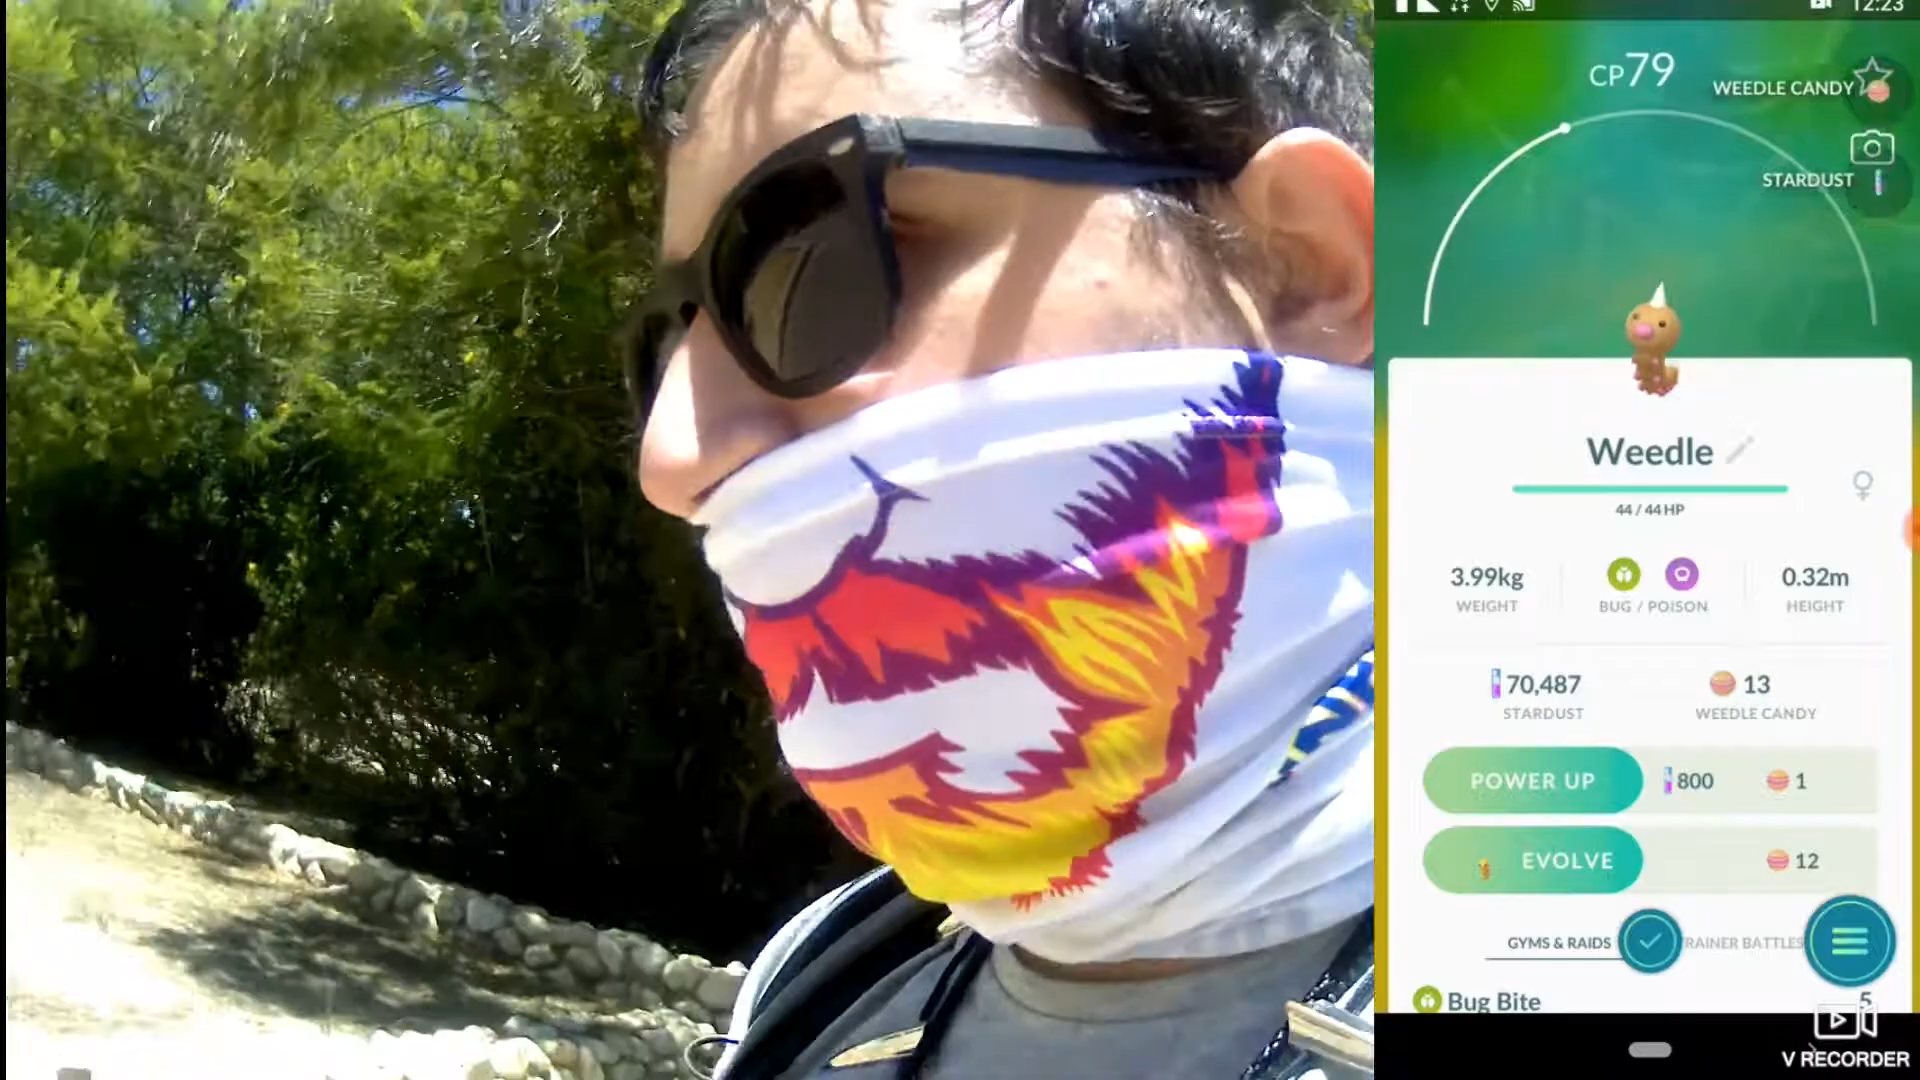 12:23
CP79
WEEDLE CANDY
STARDUST
Weedle
44 / 44 HP
3.99kg
WEIGHT
BUG / POISON
0.32m
HEIGHT
70,487
STARDUST
13
WEEDLE CANDY
POWER UP
800
1
EVOLVE
12
GYMS & RAIDS
TRAINER BATTLES
Bug Bite
5
V RECORDER